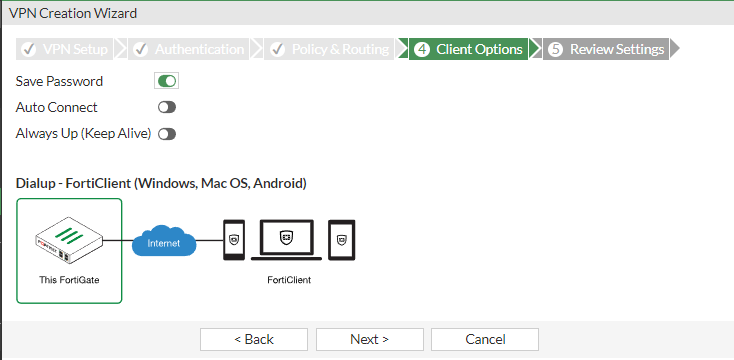 VPN Creation Wizard
VPN Setup Authentication Policy & Routing 4 Client Options 5 Review Settings
Save Password
Auto Connect
Always Up (Keep Alive)
Dialup - FortiClient (Windows, Mac OS, Android)
Internet
This FortiGate FortiClient
< Back Next > Cancel